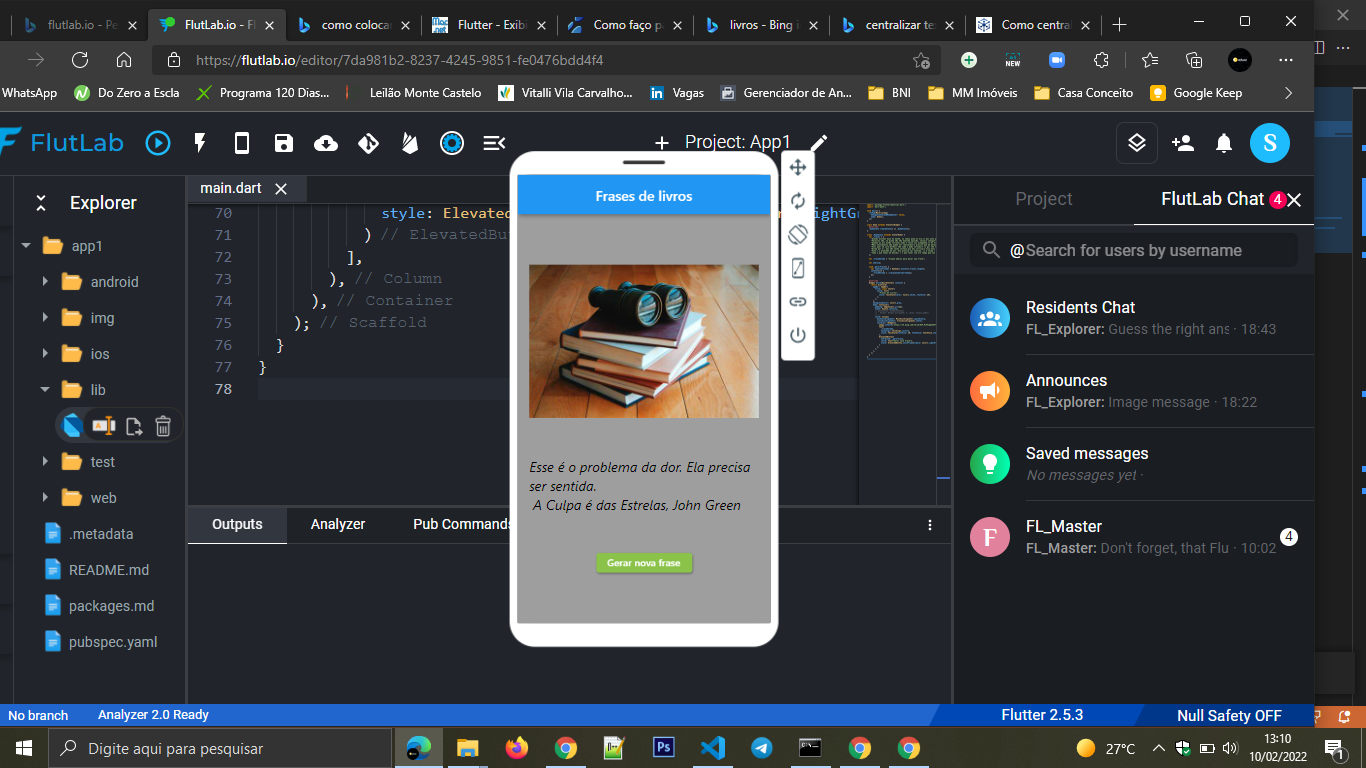 flutlab.io - Pe
FlutLab.io - Fl
como coloca
Flutter - Exibi
Como faço p
livros - Bing i
centralizar te
Como centra
https://flutlab.io/editor/7da981b2-8237-4245-9851-fe0476bdd4f4
NEW
WhatsApp
Do Zero a Escla
Programa 120 Dias...
Leilão Monte Castelo
Vitalli Vila Carvalho...
Vagas
Gerenciador de An...
BNI
MM Imóveis
Casa Conceito
Google Keep
FlutLab
Project: App1
S
Explorer
app1
android
img
ios
lib
test
web
.metadata
README.md
packages.md
pubspec.yaml
main.dart
70 style: Elevated
71 ) // ElevatedBu
72 ],
73 ), // Column
74 ), // Container
75 ); // Scaffold
76 }
77 }
78
Outputs
Analyzer
Pub Commands
Frases de livros
Esse é o problema da dor. Ela precisa
ser sentida.
A Culpa é das Estrelas, John Green
Gerar nova frase
Project
FlutLab Chat 4
@Search for users by username
Residents Chat
FL_Explorer: Guess the right ans · 18:43
Announces
FL_Explorer: Image message · 18:22
Saved messages
No messages yet ·
F
FL_Master
FL_Master: Don't forget, that Flu · 10:02
4
No branch
Analyzer 2.0 Ready
Flutter 2.5.3
Null Safety OFF
Digite aqui para pesquisar
Ps
27°C
13:10
10/02/2022
1